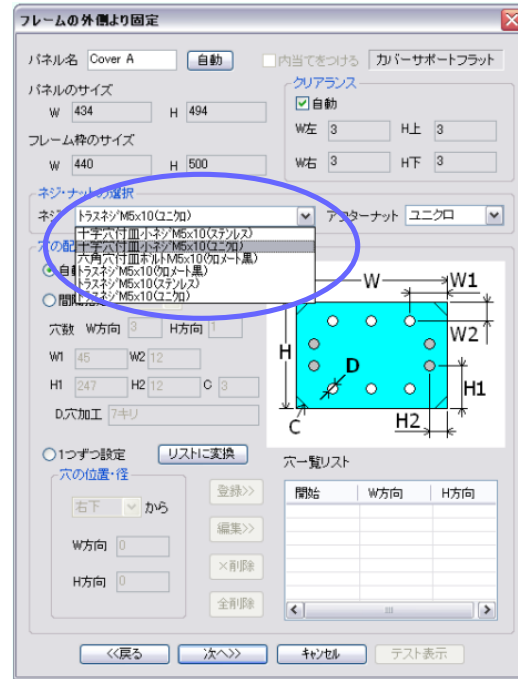 フレームの外側より固定
パネル名 Cover A 自動 内当てをつける カバーサポートフラット
パネルのサイズ
W 434 H 494
フレーム枠のサイズ
W 440 H 500
クリアランス
自動
W左 3 H上 3
W右 3 H下 3
ネジ・ナットの選択
トラスネジM5x10(ユニクロ) ナット ユニクロ
十字穴付皿小ネジM5x10(ステンレス)
十字穴付皿小ネジM5x10(ユニクロ)
六角穴付皿ボルトM5x10(クロメート黒)
トラスネジM5x10(クロメート黒)
トラスネジM5x10(ステンレス)
トラスネジM5x10(ユニクロ)
穴の配
自
穴数 W方向 3 H方向 1
W1 45 W2 12
H1 247 H2 12 C 3
D.穴加工 7キリ
W W1
W2
H D
H1
C H2
1つずつ設定 リストに変換
穴の位置・径
右下 から
W方向 0
H方向 0
登録>>
編集>>
×削除
全削除
穴一覧リスト
開始 W方向 H方向
<<戻る 次へ>> キャンセル テスト表示